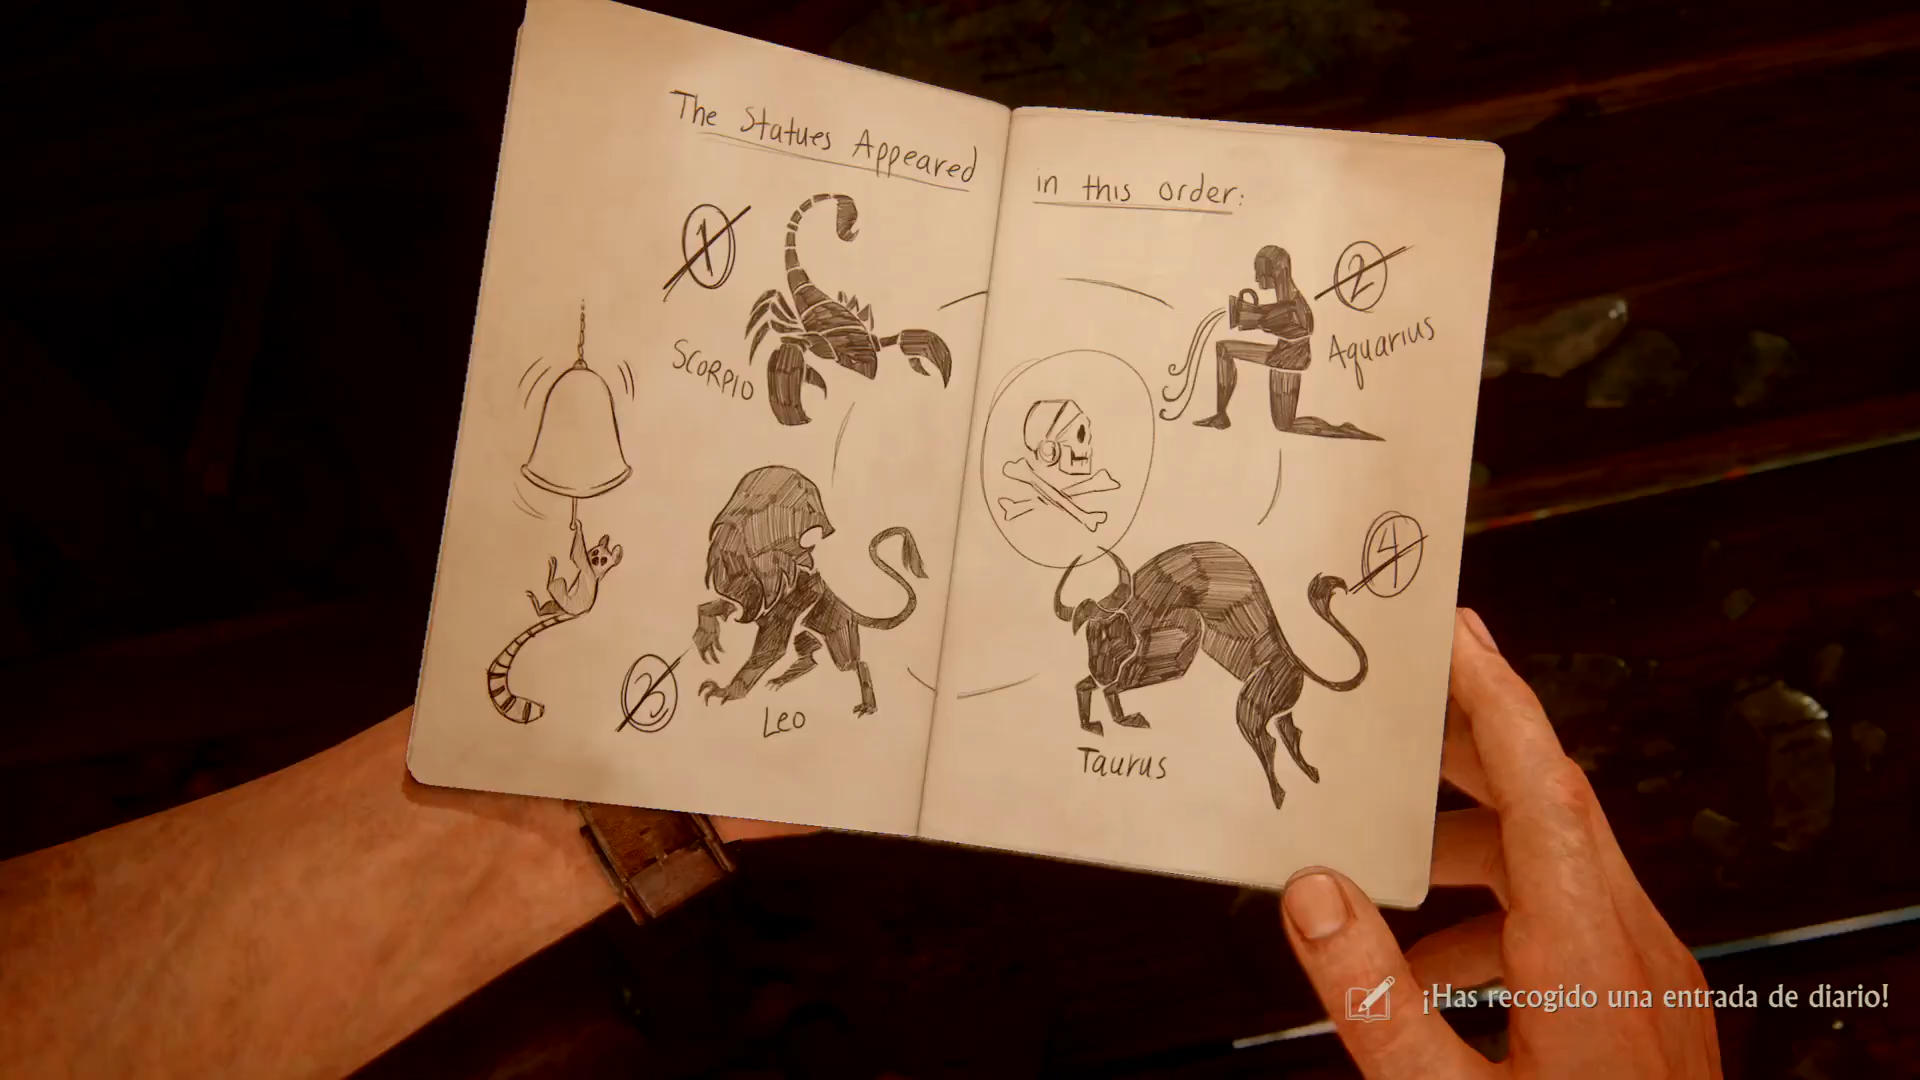 The Statues Appeared
in this order:
1
SCORPIO
2
Aquarius
3
Leo
4
Taurus
¡Has recogido una entrada de diario!